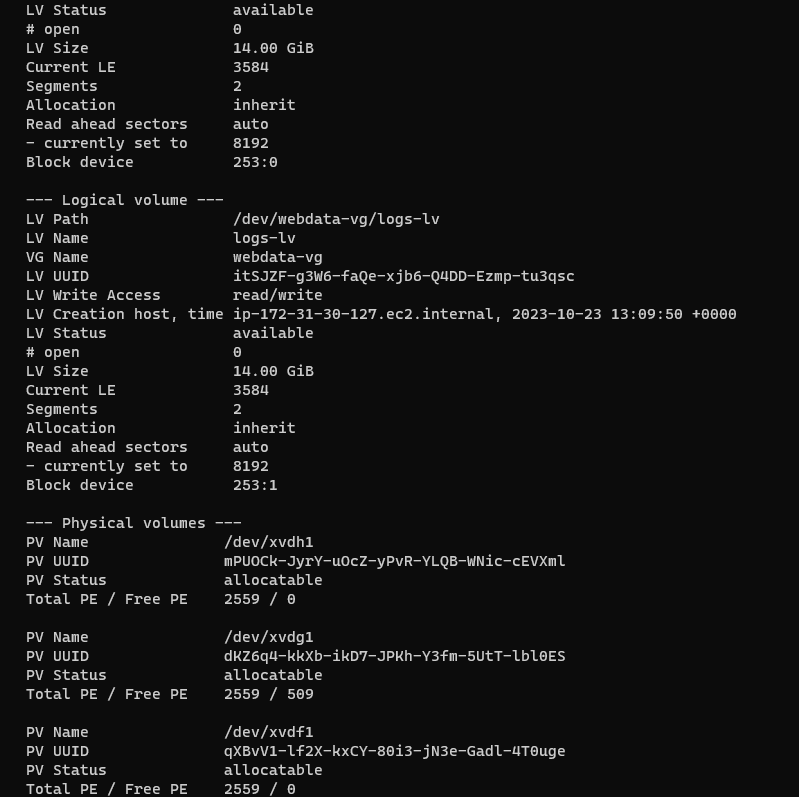 LV Status              available
# open                 0
LV Size                14.00 GiB
Current LE             3584
Segments               2
Allocation             inherit
Read ahead sectors     auto
- currently set to     8192
Block device           253:0

--- Logical volume ---
LV Path                /dev/webdata-vg/logs-lv
LV Name                logs-lv
VG Name                webdata-vg
LV UUID                itSJZF-g3W6-faQe-xjb6-Q4DD-Ezmp-tu3qsc
LV Write Access        read/write
LV Creation host, time ip-172-31-30-127.ec2.internal, 2023-10-23 13:09:50 +0000
LV Status              available
# open                 0
LV Size                14.00 GiB
Current LE             3584
Segments               2
Allocation             inherit
Read ahead sectors     auto
- currently set to     8192
Block device           253:1

--- Physical volumes ---
PV Name               /dev/xvdh1
PV UUID               mPUOCk-JyrY-uOcZ-yPvR-YLQB-WNic-cEVXml
PV Status             allocatable
Total PE / Free PE    2559 / 0

PV Name               /dev/xvdg1
PV UUID               dKZ6q4-kkXb-ikD7-JPKh-Y3fm-5UtT-lbl0ES
PV Status             allocatable
Total PE / Free PE    2559 / 509

PV Name               /dev/xvdf1
PV UUID               qXBvV1-lf2X-kxCY-80i3-jN3e-Gadl-4T0uge
PV Status             allocatable
Total PE / Free PE    2559 / 0